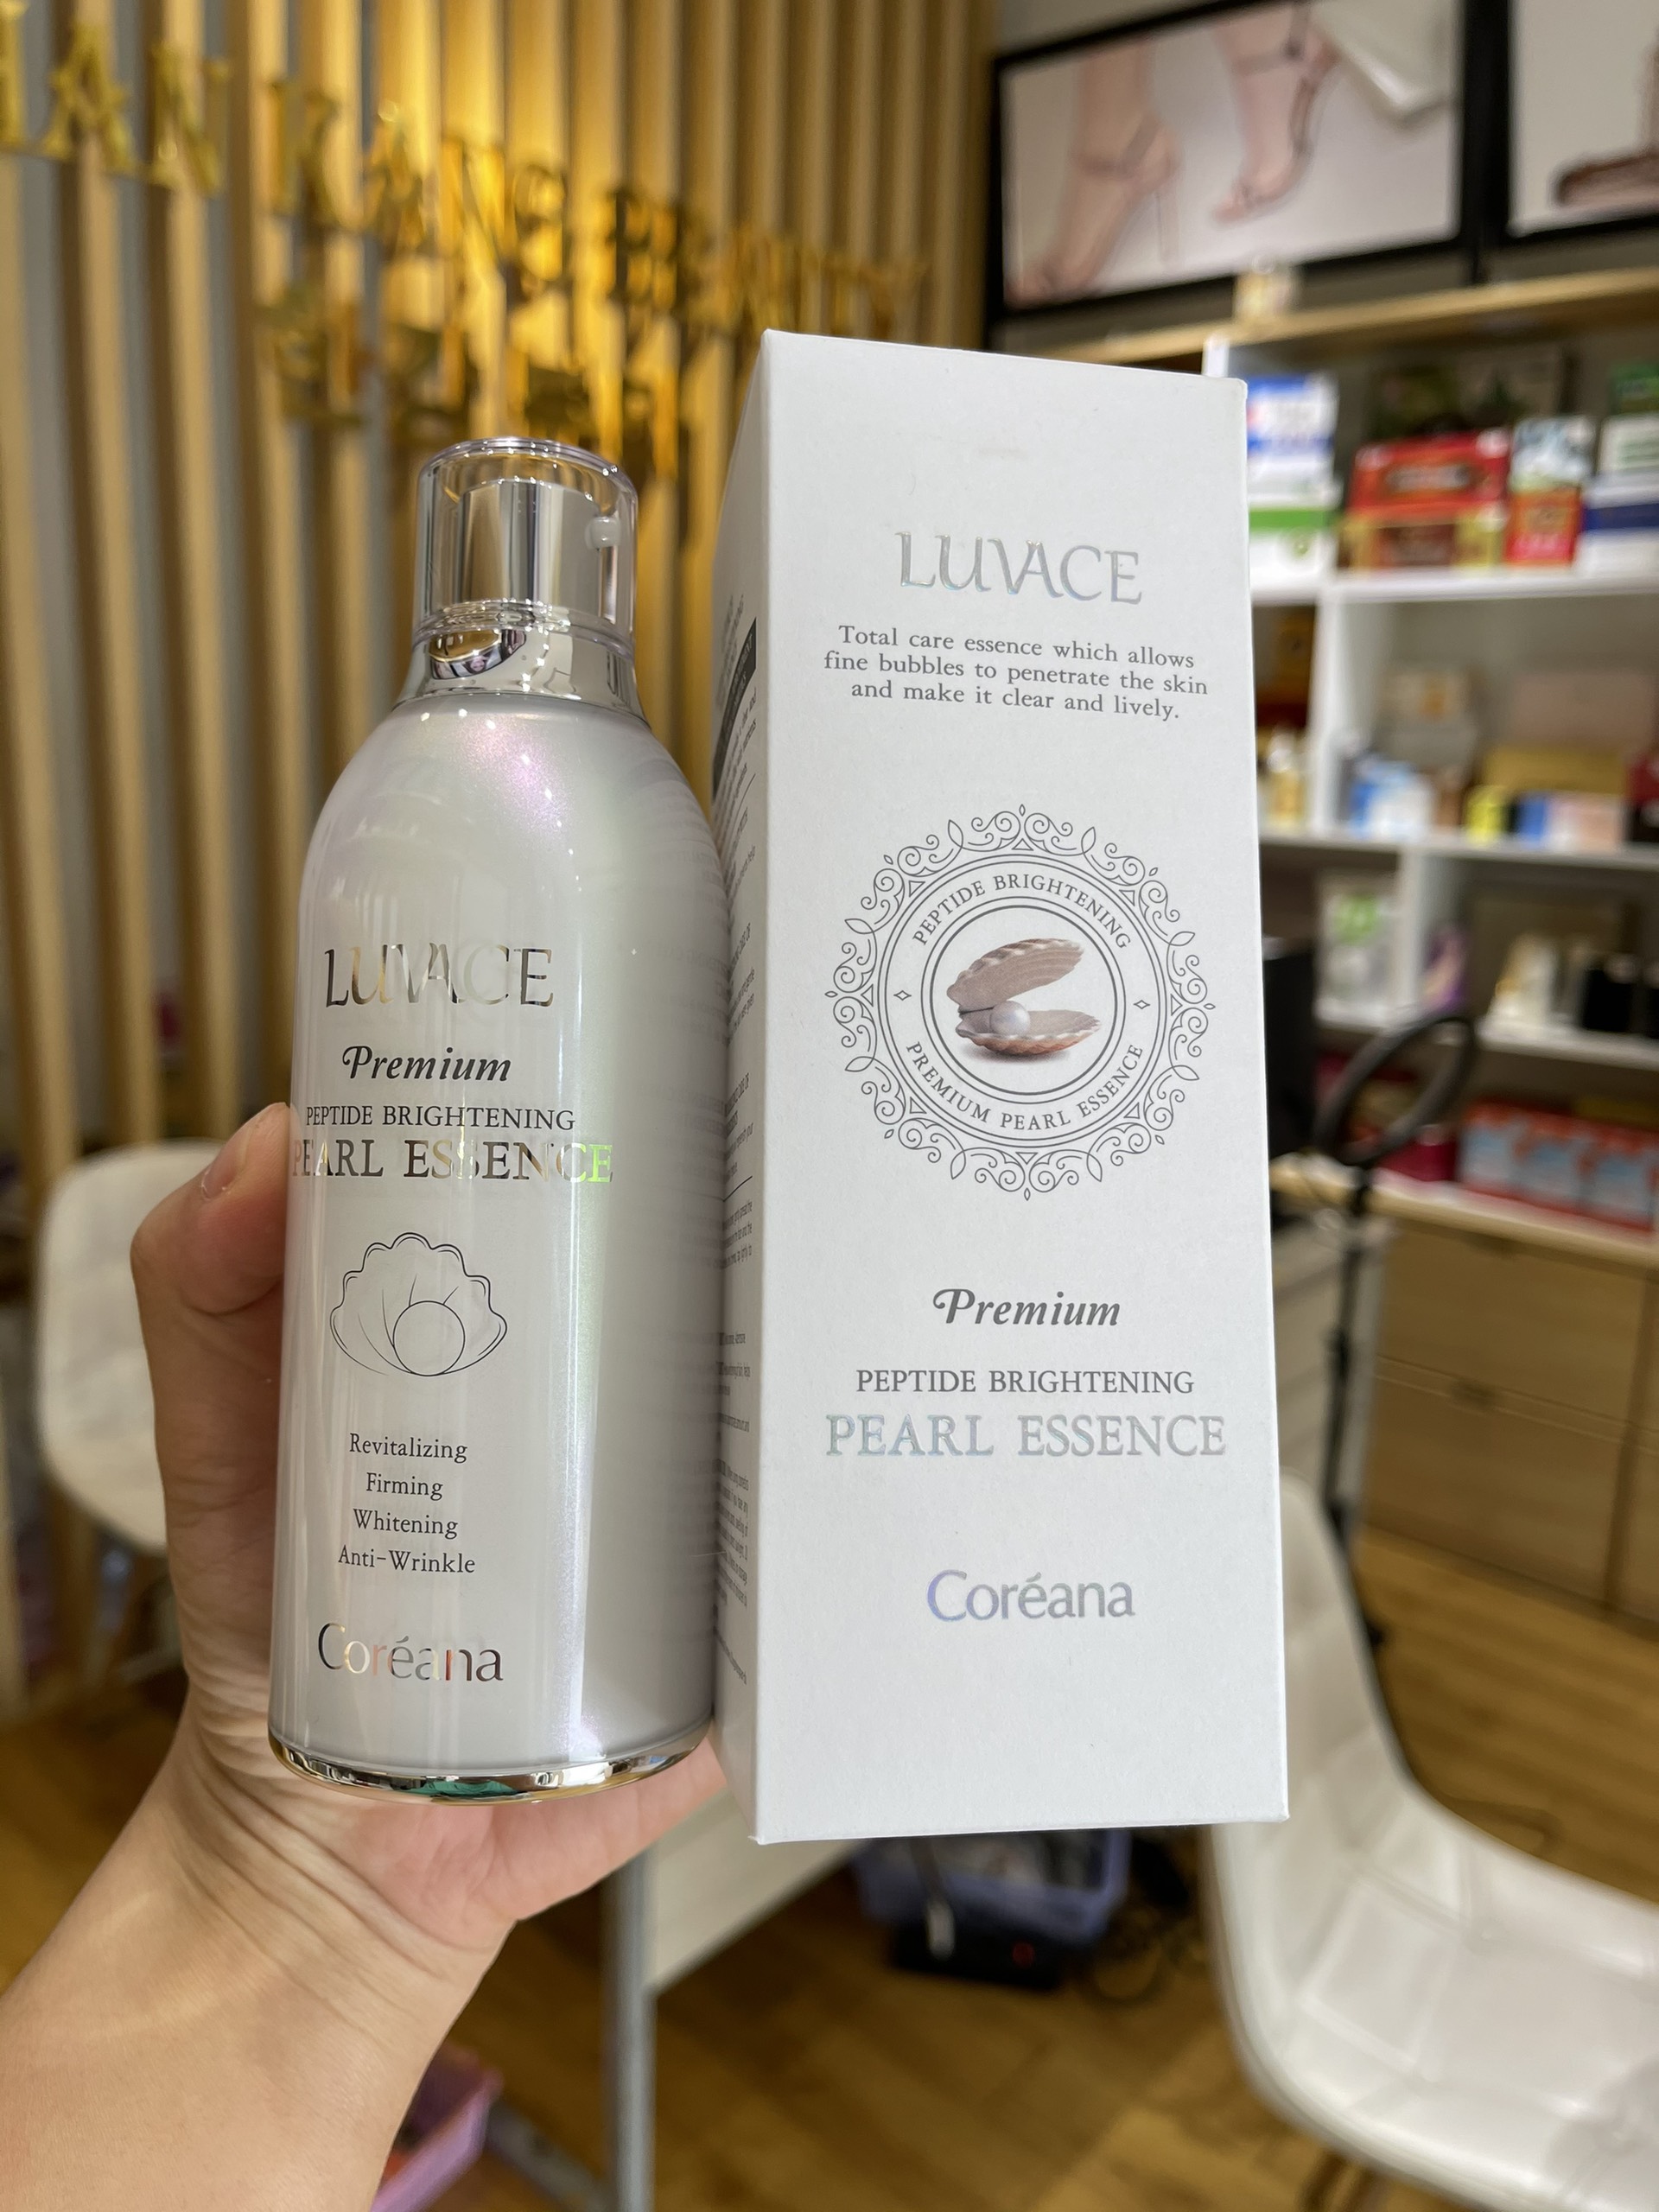 KANG BEAUTY
LUVACE
Premium
PEPTIDE BRIGHTENING
PEARL ESSENCE
Revitalizing
Firming
Whitening
Anti-Wrinkle
Coréana
LUVACE
Total care essence which allows
fine bubbles to penetrate the skin
and make it clear and lively.
PEPTIDE BRIGHTENING
PREMIUM PEARL ESSENCE
Premium
PEPTIDE BRIGHTENING
PEARL ESSENCE
Coréana